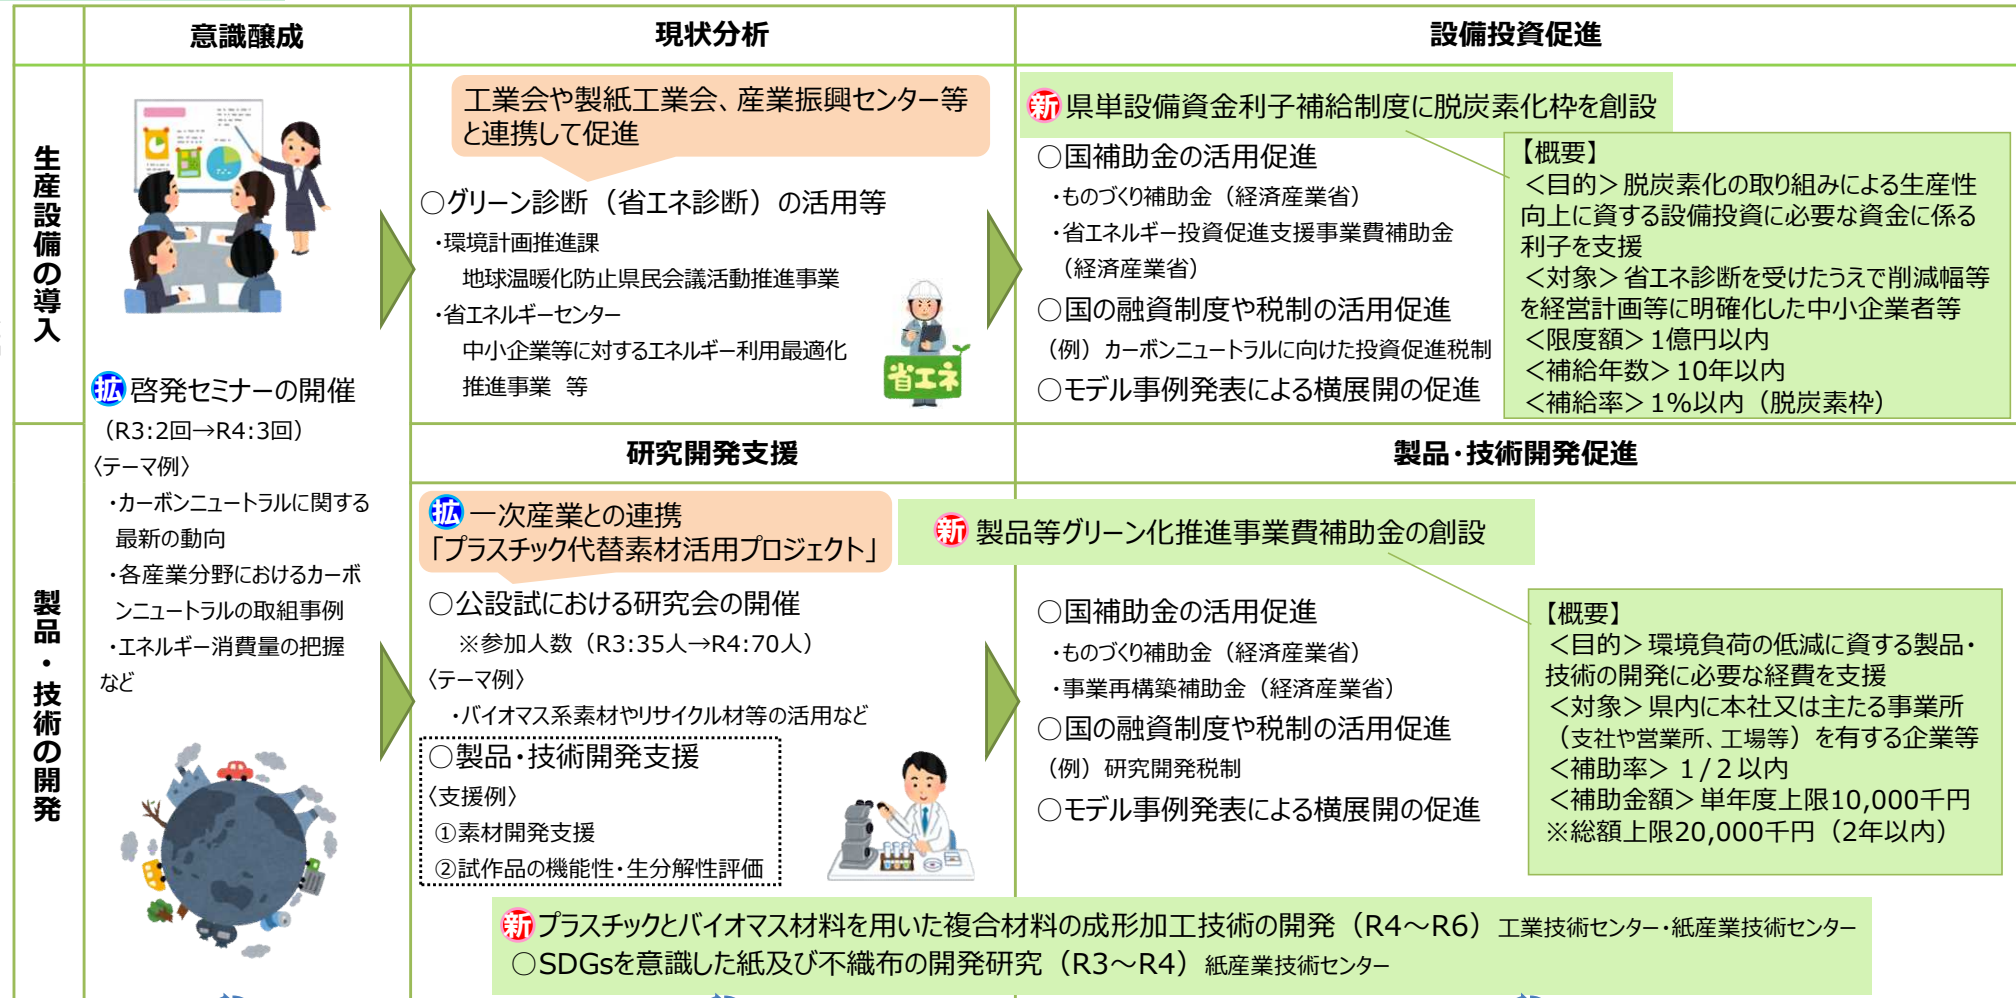 意識醸成
現状分析
設備投資促進
生産設備の導入
製品・技術の開発
拡 啓発セミナーの開催
（R3:2回→R4:3回）
〈テーマ例〉
・カーボンニュートラルに関する
最新の動向
・各産業分野におけるカーボ
ンニュートラルの取組事例
・エネルギー消費量の把握
など
工業会や製紙工業会、産業振興センター等
と連携して促進
○グリーン診断（省エネ診断）の活用等
・環境計画推進課
地球温暖化防止県民会議活動推進事業
・省エネルギーセンター
中小企業等に対するエネルギー利用最適化
推進事業 等
省エネ
新 県単設備資金利子補給制度に脱炭素化枠を創設
○国補助金の活用促進
・ものづくり補助金（経済産業省）
・省エネルギー投資促進支援事業費補助金
（経済産業省）
○国の融資制度や税制の活用促進
（例）カーボンニュートラルに向けた投資促進税制
○モデル事例発表による横展開の促進
【概要】
＜目的＞脱炭素化の取り組みによる生産性
向上に資する設備投資に必要な資金に係る
利子を支援
＜対象＞省エネ診断を受けたうえで削減幅等
を経営計画等に明確化した中小企業者等
＜限度額＞1億円以内
＜補給年数＞10年以内
＜補給率＞1%以内（脱炭素枠）
研究開発支援
製品・技術開発促進
拡 一次産業との連携
「プラスチック代替素材活用プロジェクト」
○公設試における研究会の開催
※参加人数（R3:35人→R4:70人）
〈テーマ例〉
・バイオマス系素材やリサイクル材等の活用など
○製品・技術開発支援
〈支援例〉
①素材開発支援
②試作品の機能性・生分解性評価
新 製品等グリーン化推進事業費補助金の創設
○国補助金の活用促進
・ものづくり補助金（経済産業省）
・事業再構築補助金（経済産業省）
○国の融資制度や税制の活用促進
（例）研究開発税制
○モデル事例発表による横展開の促進
【概要】
＜目的＞環境負荷の低減に資する製品・
技術の開発に必要な経費を支援
＜対象＞県内に本社又は主たる事業所
（支社や営業所、工場等）を有する企業等
＜補助率＞ 1/2以内
＜補助金額＞単年度上限10,000千円
※総額上限20,000千円（2年以内）
新 プラスチックとバイオマス材料を用いた複合材料の成形加工技術の開発（R4～R6）工業技術センター・紙産業技術センター
○SDGsを意識した紙及び不織布の開発研究（R3～R4）紙産業技術センター